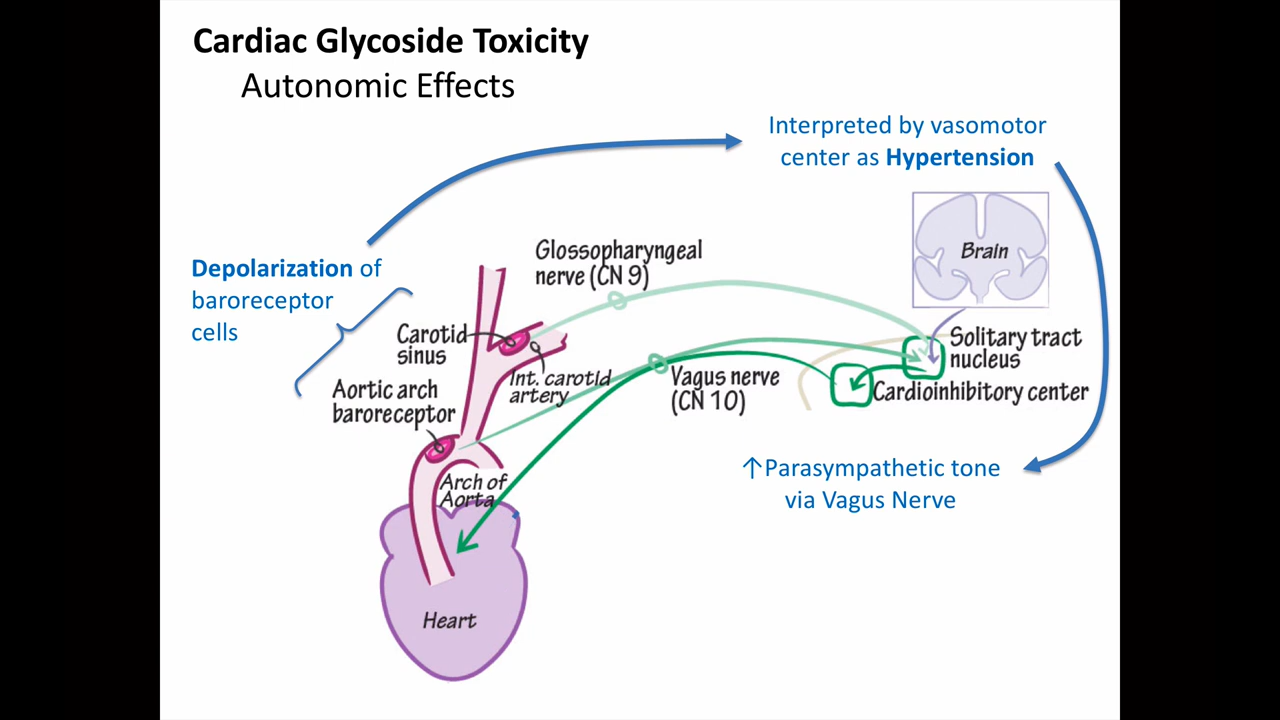 Cardiac Glycoside Toxicity
Autonomic Effects
Interpreted by vasomotor
center as Hypertension
Depolarization of
baroreceptor
cells
Glossopharyngeal
nerve (CN 9)
Brain
Carotid
sinus
Int. carotid
artery
Solitary tract
nucleus
Aortic arch
baroreceptor
Vagus nerve
(CN 10)
Cardioinhibitory center
Arch of
Aorta
↑Parasympathetic tone
via Vagus Nerve
Heart